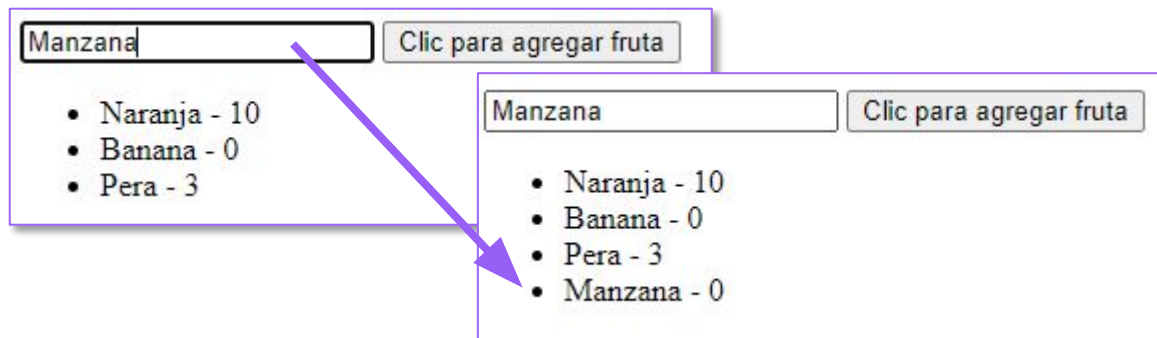 Manzana Clic para agregar fruta
• Naranja - 10
• Banana - 0
• Pera - 3
Manzana Clic para agregar fruta
• Naranja - 10
• Banana - 0
• Pera - 3
• Manzana - 0